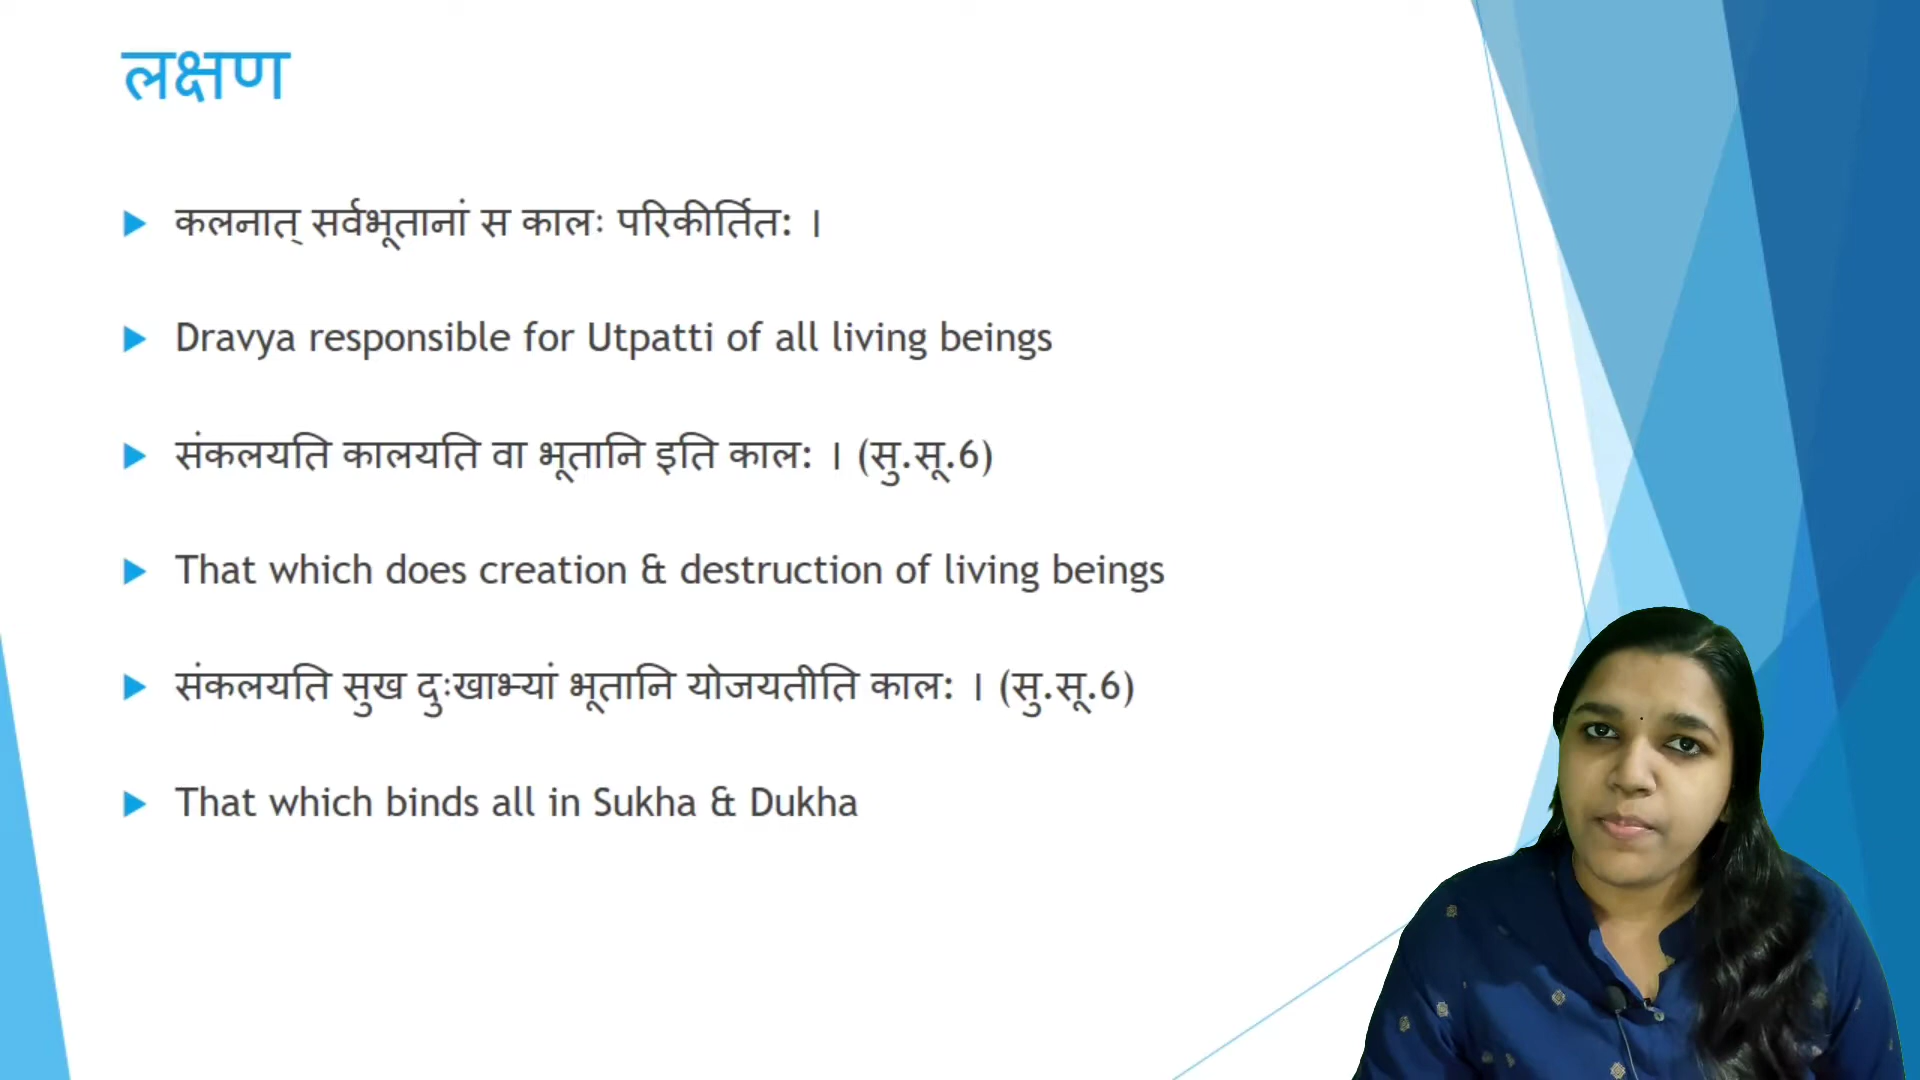 लक्षण
कलनात् सर्वभूतानां स कालः परिकीर्तित: ।
Dravya responsible for Utpatti of all living beings
संकलयति कालयति वा भूतानि इति काल: । (सु.सू.6)
That which does creation & destruction of living beings
संकलयति सुख दुःखाभ्यां भूतानि योजयतीति काल: । (सु.सू.6)
That which binds all in Sukha & Dukha